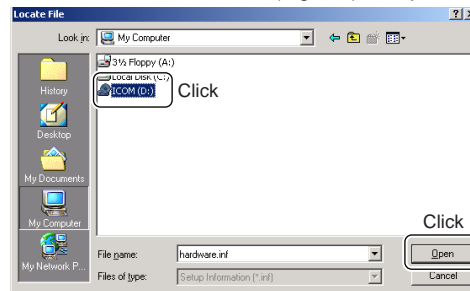 Locate File
Look in: My Computer
3½ Floppy (A:)
Local Disk (C:)
ICOM (D:)
Click
History
Desktop
My Documents
My Computer
My Network P...
Click
File name: hardware.inf Open
Files of type: Setup Information (*.inf) Cancel